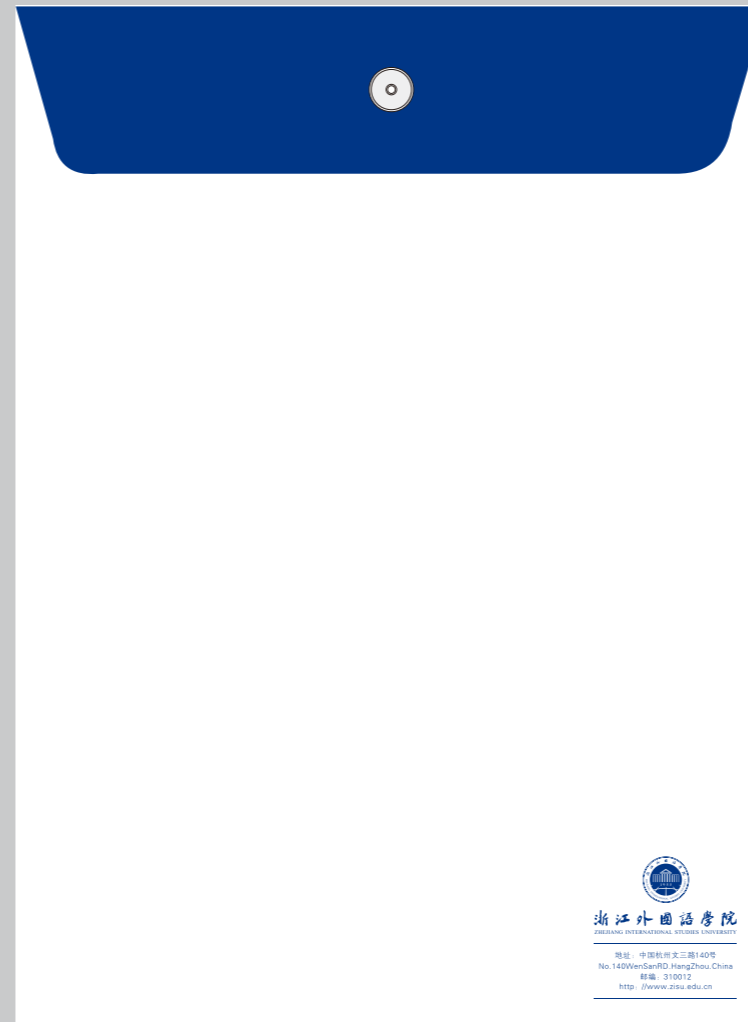 浙江外國語學院
ZHEJIANG INTERNATIONAL STUDIES UNIVERSITY
地址：中国杭州文三路140号
No.140WenSanRD.HangZhou.China
邮编：310012
http：//www.zisu.edu.cn